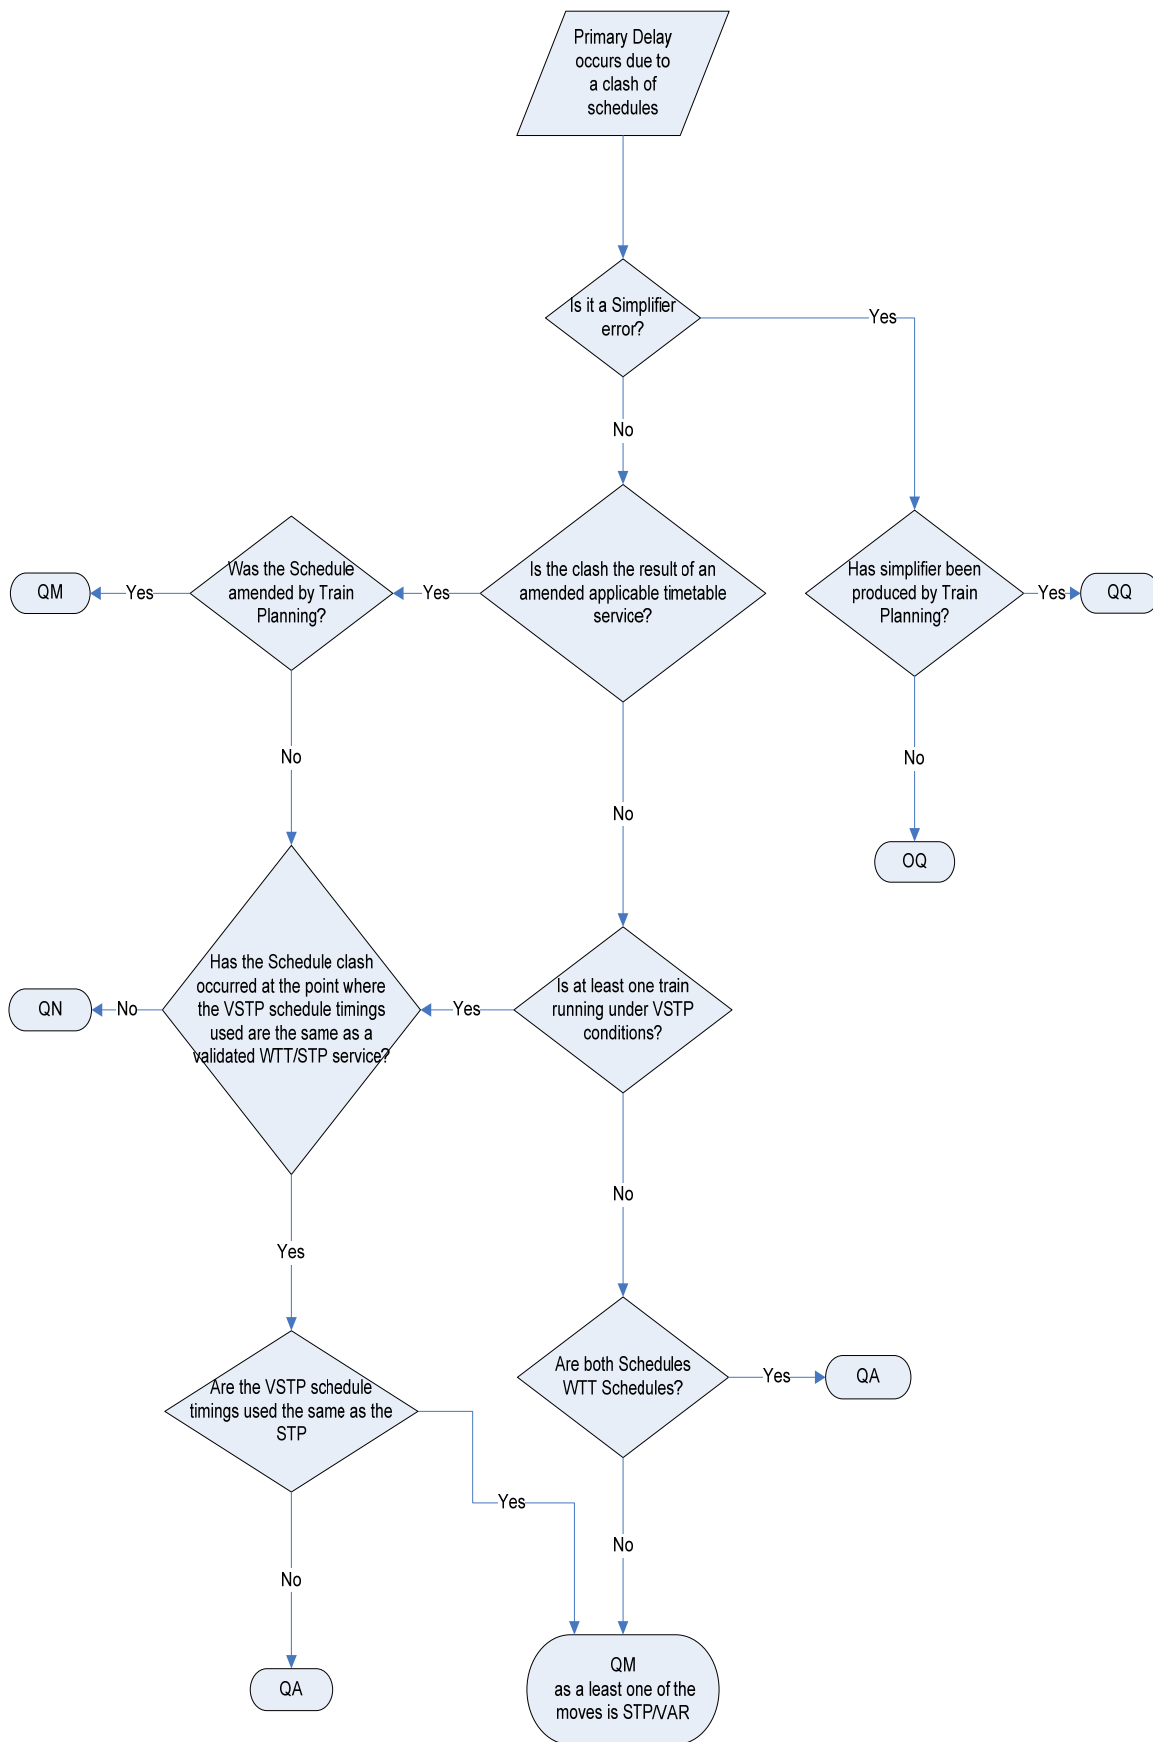 Primary Delay
occurs due to
a clash of
schedules
Is it a Simplifier
error?
Yes
No
Was the Schedule
amended by Train
Planning?
Yes
QM
Yes
Is the clash the result of an
amended applicable timetable
service?
Has simplifier been
produced by Train
Planning?
Yes
QQ
No
No
No
OQ
Has the Schedule clash
occurred at the point where
the VSTP schedule timings
used are the same as a
validated WTT/STP service?
No
QN
Yes
Is at least one train
running under VSTP
conditions?
Yes
No
Are the VSTP schedule
timings used the same as the
STP
Are both Schedules
WTT Schedules?
Yes
QA
Yes
No
No
QA
QM
as a least one of the
moves is STP/VAR